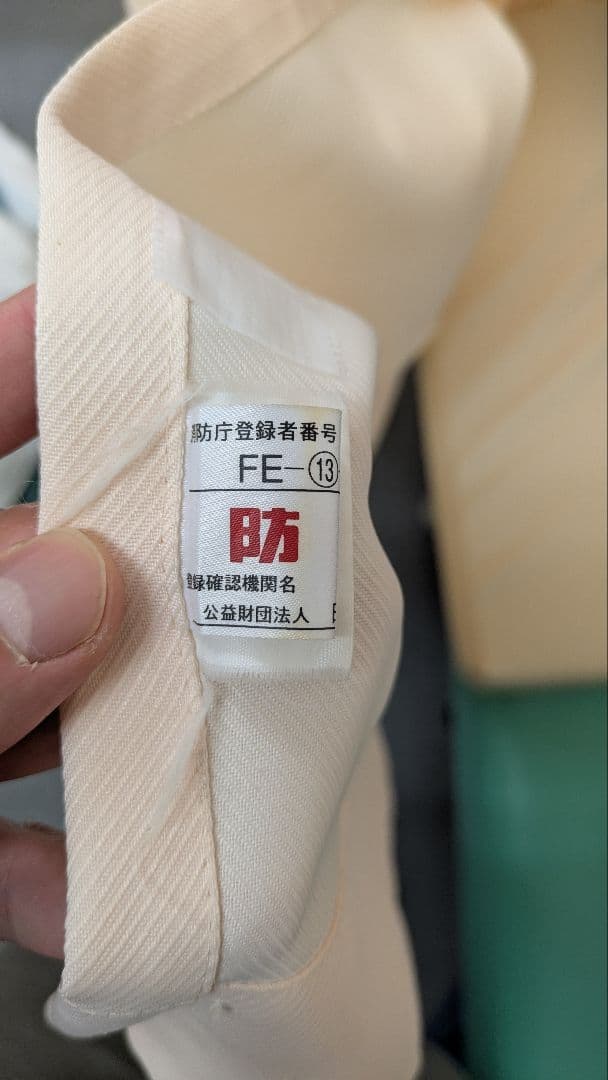 防庁登録者番号
FE-⑬
防
登録確認機関名
公益財団法人